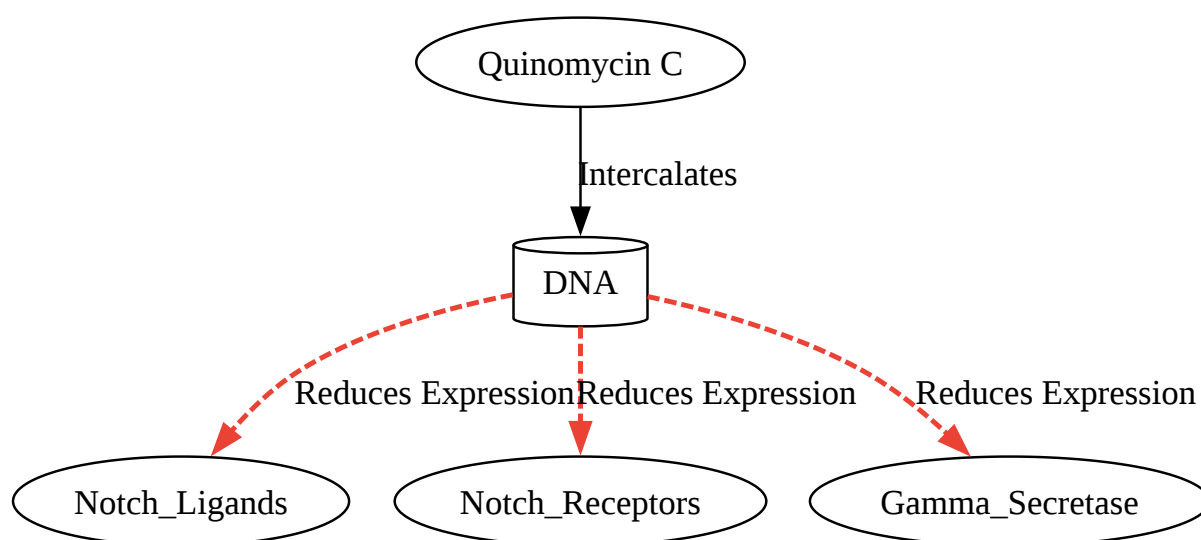 Quinomycin C
Intercalates
DNA
Reduces Expression
Reduces Expression
Reduces Expression
Notch_Ligands
Notch_Receptors
Gamma_Secretase